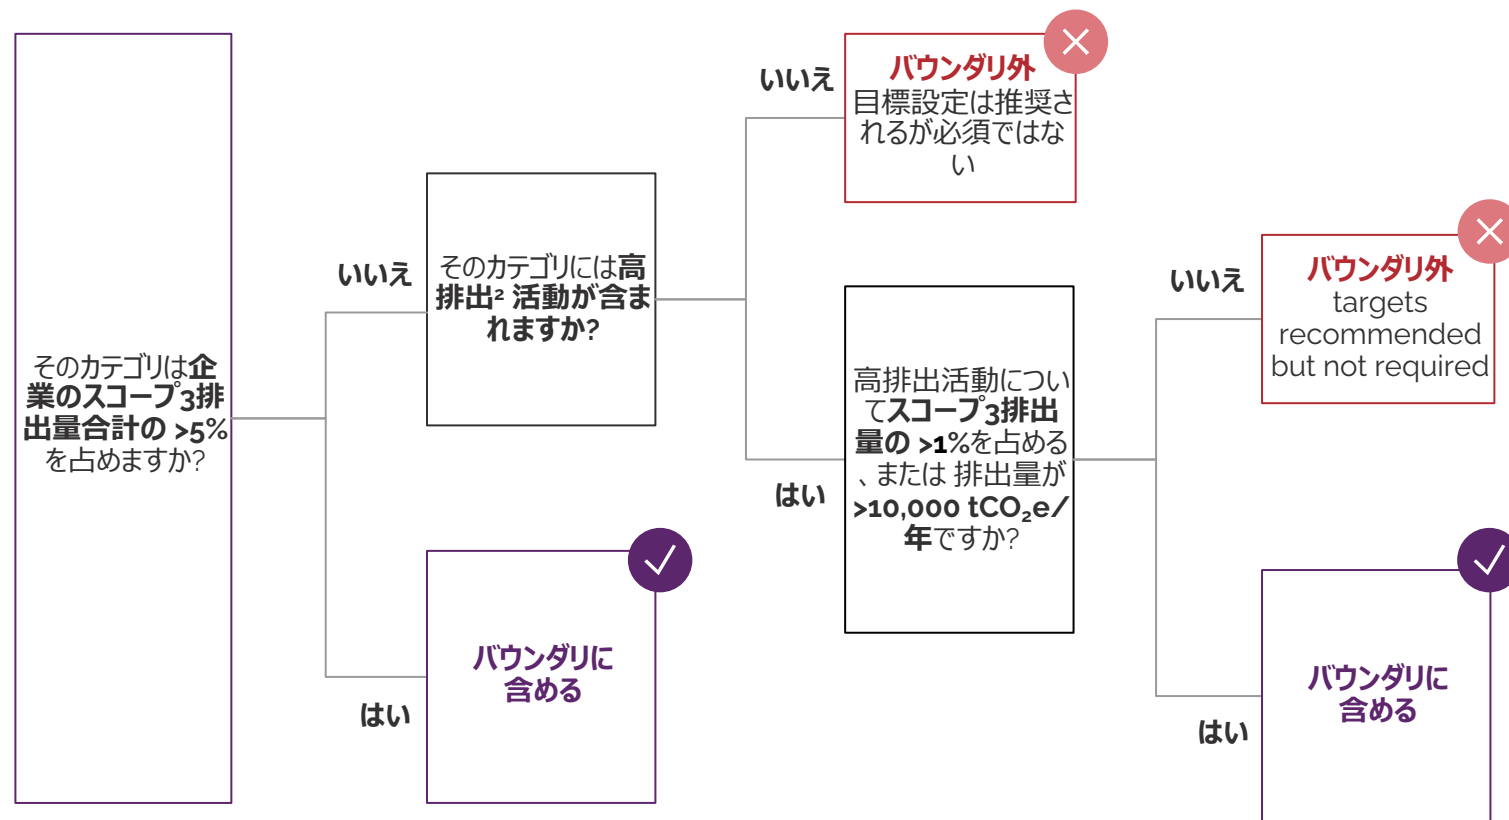 そのカテゴリは企
業のスコープ3排
出量合計の >5%
を占めますか?
いいえ
はい
そのカテゴリには高
排出² 活動が含ま
れますか?
バウンダリに
含める
いいえ
はい
バウンダリ外
目標設定は推奨さ
れるが必須ではな
い
高排出活動につい
てスコープ3排出
量の >1%を占める
、または 排出量が
>10,000 tCO₂e/
年ですか?
いいえ
はい
バウンダリ外
targets
recommended
but not required
バウンダリに
含める